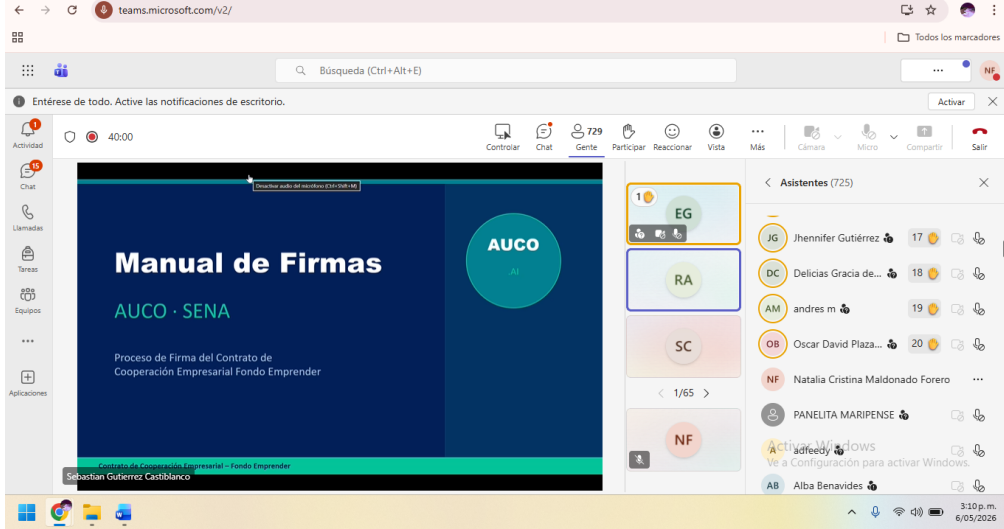 teams.microsoft.com/v2/
Todos los marcadores
Búsqueda (Ctrl+Alt+E)
NF
Entérese de todo. Active las notificaciones de escritorio.
Activar
1
Actividad
15
Chat
Llamadas
Tareas
Equipos
Aplicaciones
40:00
Controlar
Chat
729
Gente
Participar
Reaccionar
Vista
Más
Cámara
Micro
Compartir
Salir
Desactivar audio del micrófono (Ctrl+Shift+M)
Manual de Firmas
AUCO · SENA
Proceso de Firma del Contrato de
Cooperación Empresarial Fondo Emprender
AUCO
AI
Contrato de Cooperación Empresarial – Fondo Emprender
Sebastian Gutierrez Castiblanco
1
EG
RA
SC
1/65
NF
Asistentes (725)
JG Jhennifer Gutiérrez 17
DC Delicias Gracia de... 18
AM andres m 19
OB Oscar David Plaza... 20
NF Natalia Cristina Maldonado Forero
PANELITA MARIPENSE
A adfeedy
AB Alba Benavides
Activar Windows
Ve a Configuración para activar Windows.
3:10 p. m.
6/05/2026